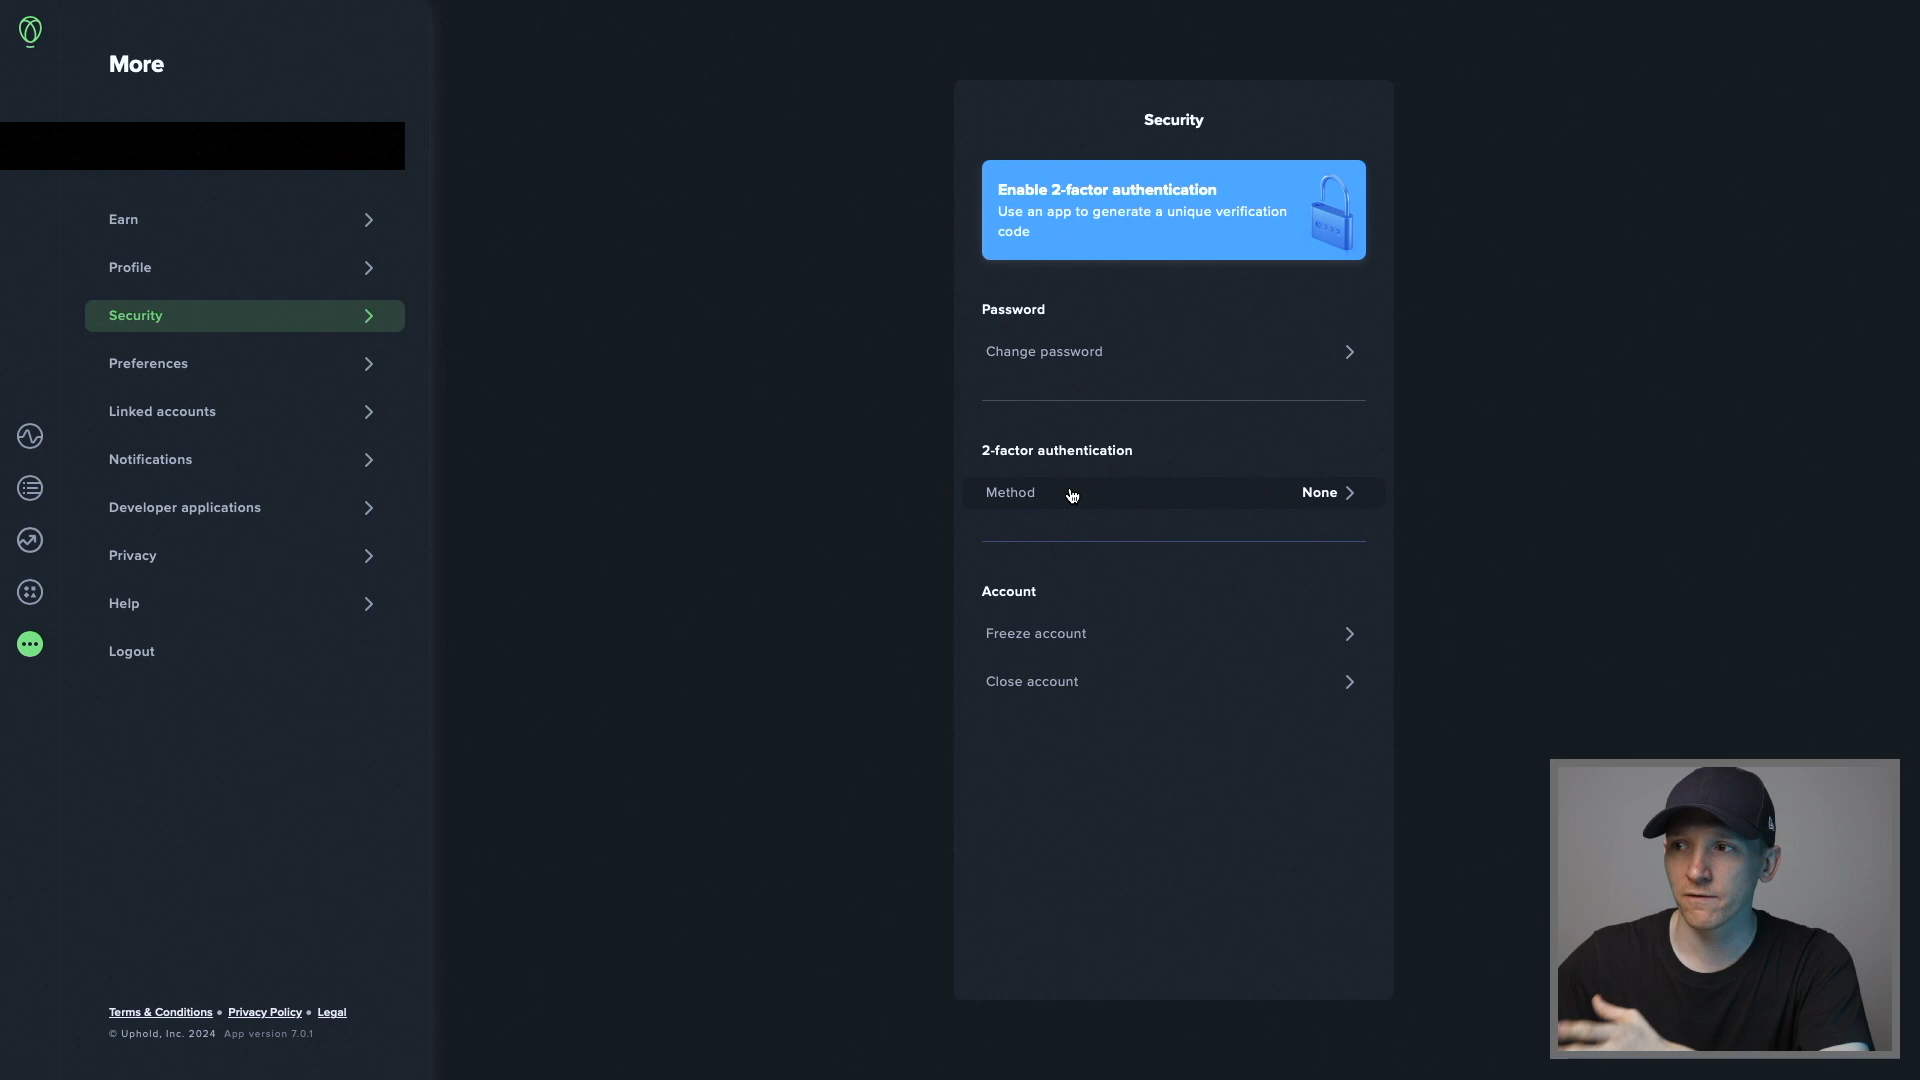 More
Earn
Profile
Security
Preferences
Linked accounts
Notifications
Developer applications
Privacy
Help
Logout
Terms & Conditions • Privacy Policy • Legal
© Uphold, Inc. 2024 App version 7.0.1
Security
Enable 2-factor authentication
Use an app to generate a unique verification
code
Password
Change password
2-factor authentication
Method None
Account
Freeze account
Close account